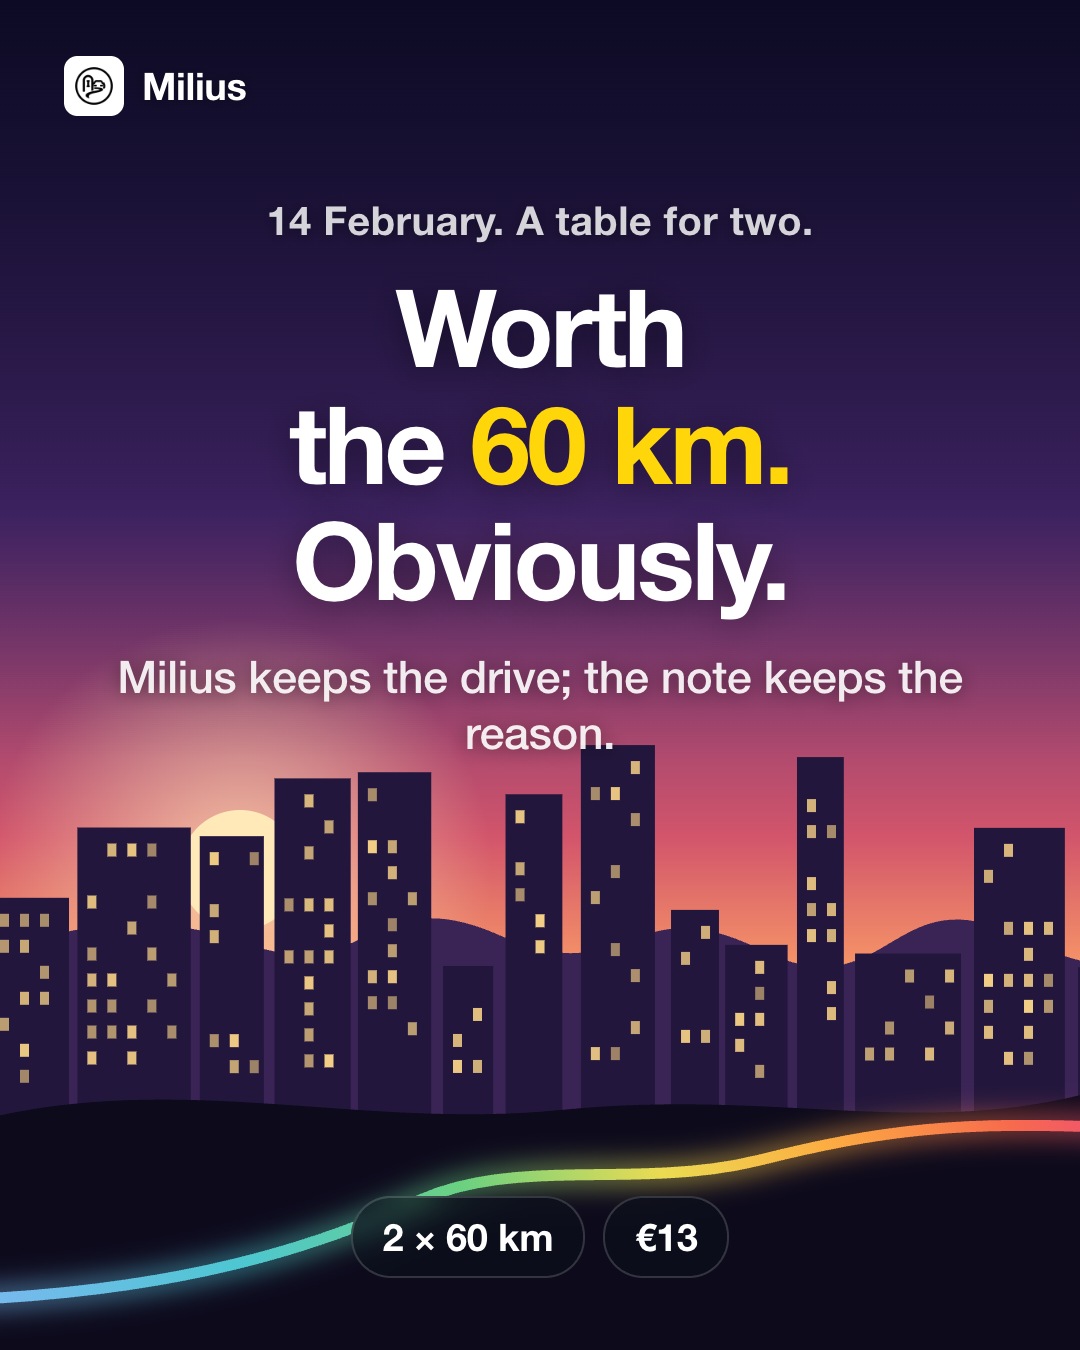 Milius
14 February. A table for two.
Worth
the 60 km.
Obviously.
Milius keeps the drive; the note keeps the
reason.
2 × 60 km
€13